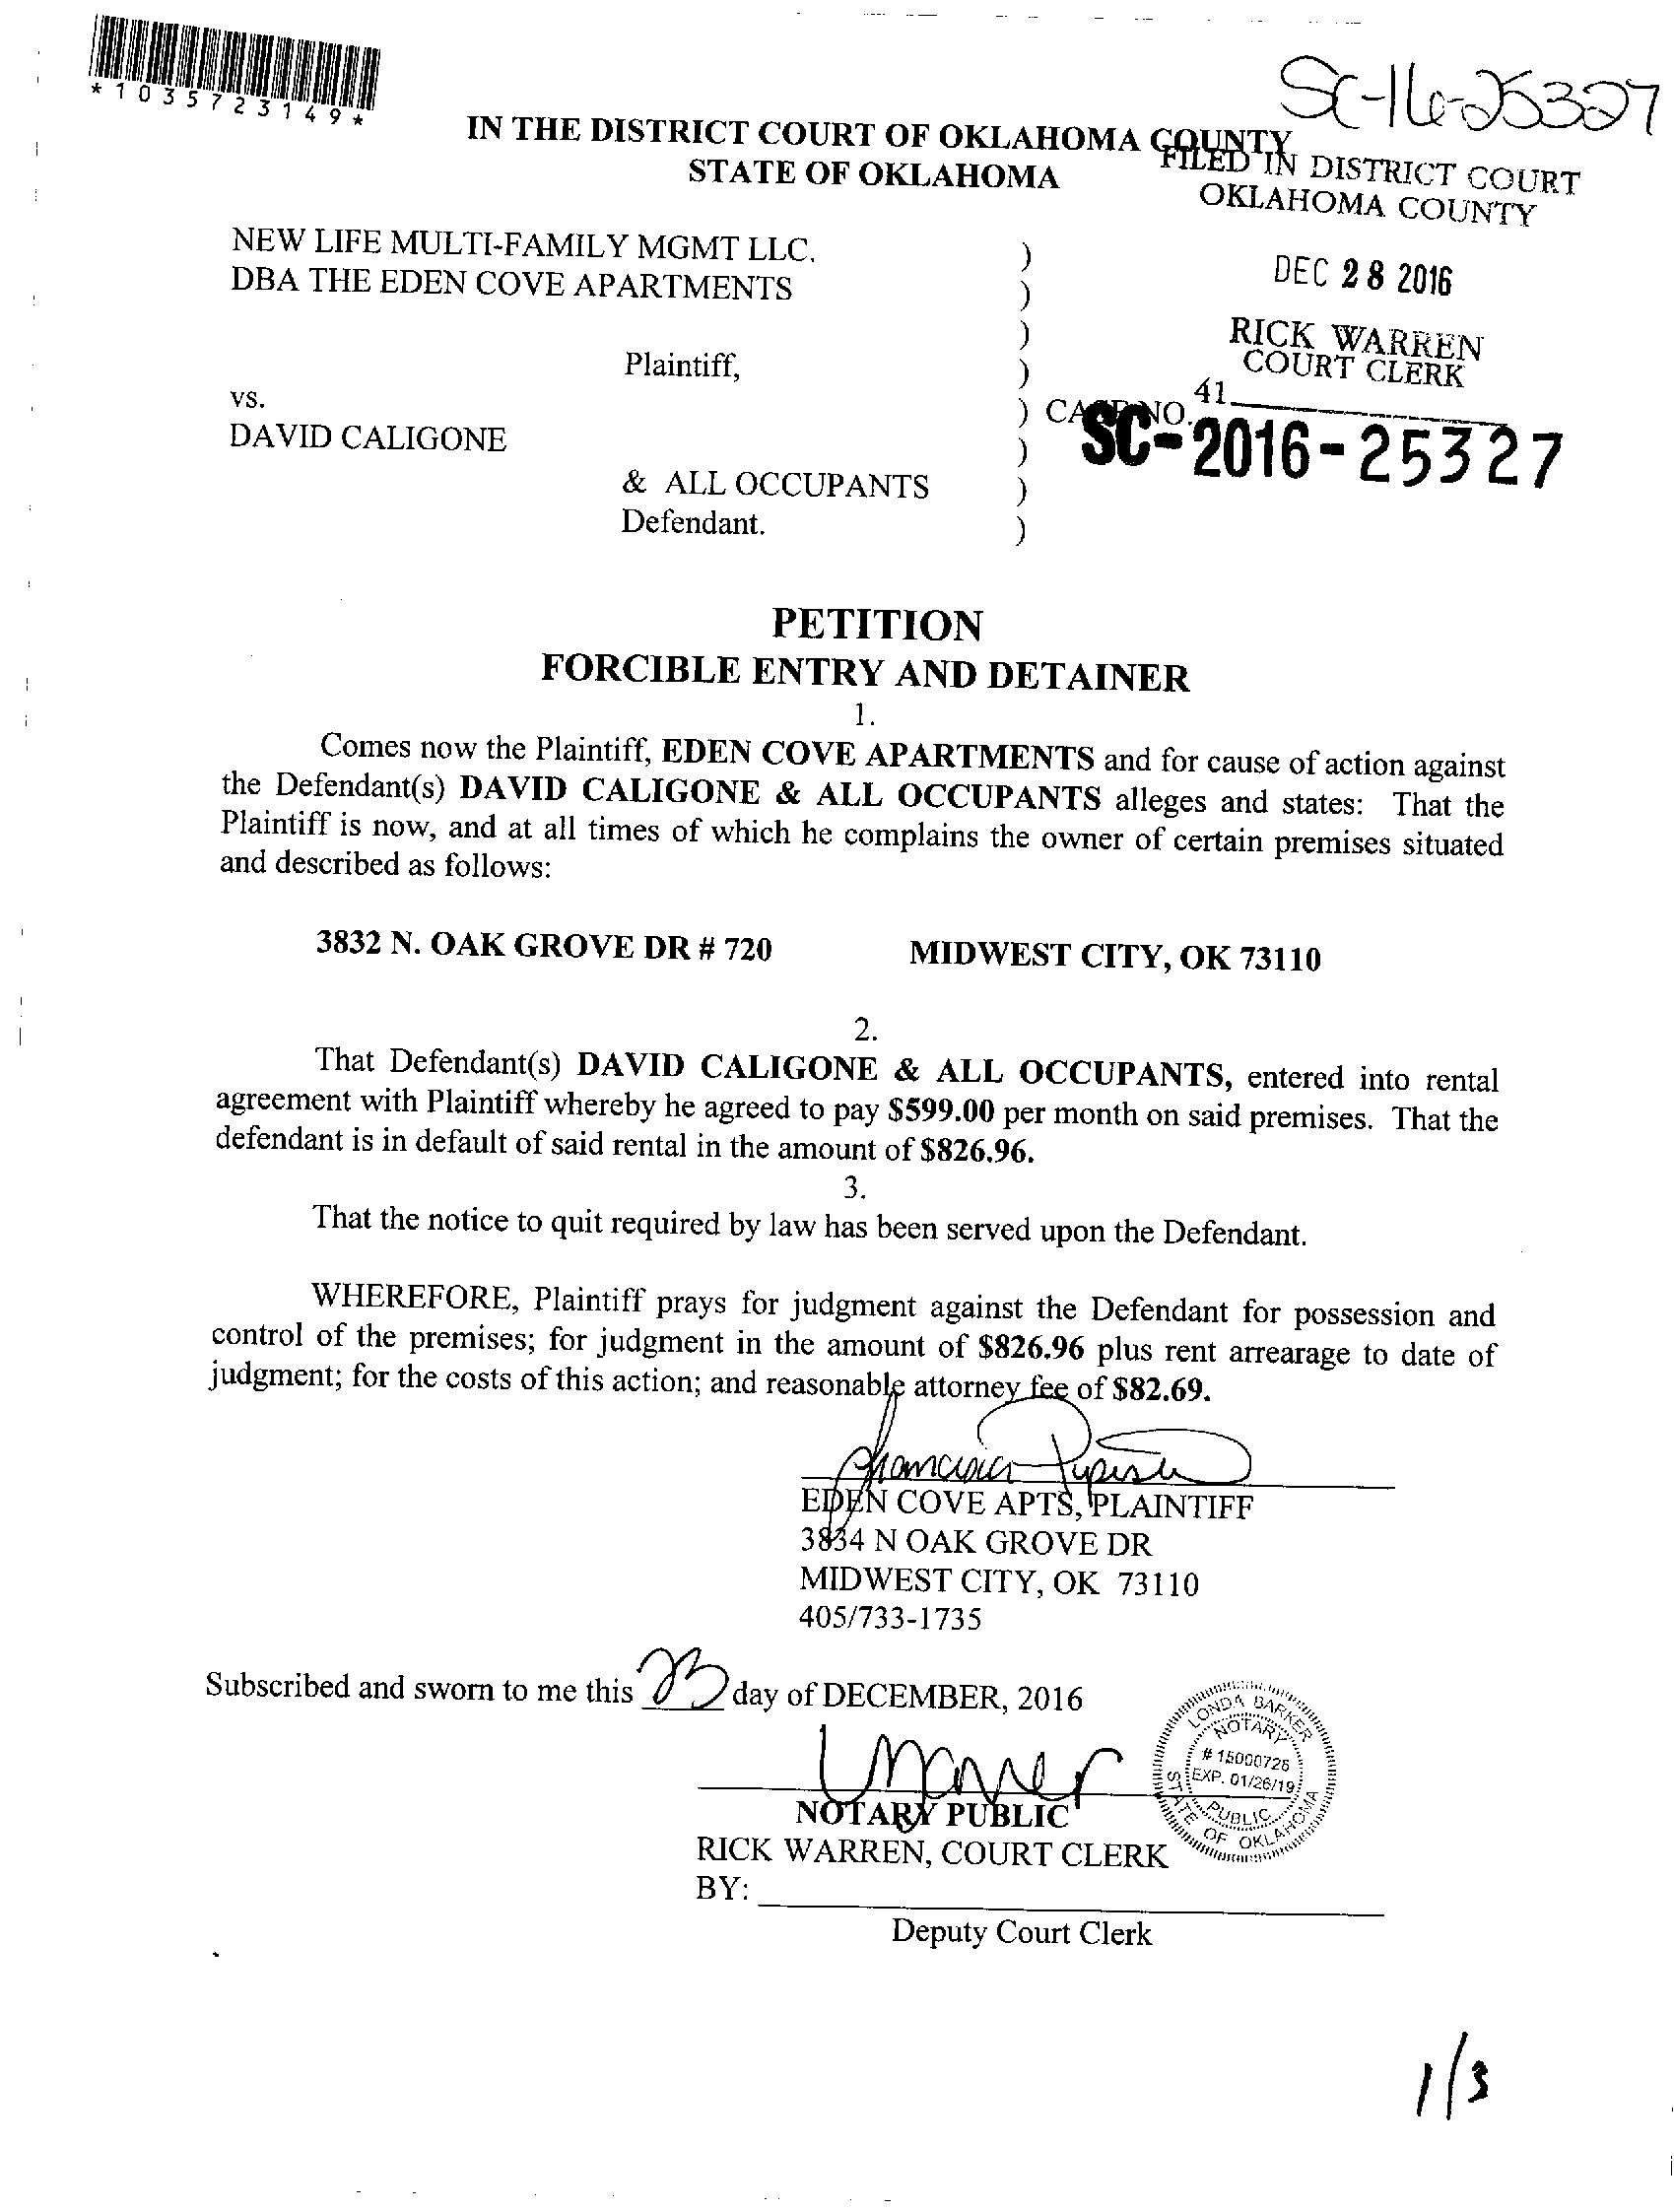 *1035723149*
SC-16-25327
IN THE DISTRICT COURT OF OKLAHOMA COUNTY
STATE OF OKLAHOMA
FILED IN DISTRICT COURT
OKLAHOMA COUNTY
NEW LIFE MULTI-FAMILY MGMT LLC. )
DBA THE EDEN COVE APARTMENTS )
DEC 28 2016
)
RICK WARREN
COURT CLERK
Plaintiff, )
41
vs. ) CASE NO.
SC-2016-25327
DAVID CALIGONE )
& ALL OCCUPANTS )
Defendant. )
PETITION
FORCIBLE ENTRY AND DETAINER
1.
Comes now the Plaintiff, EDEN COVE APARTMENTS and for cause of action against
the Defendant(s) DAVID CALIGONE & ALL OCCUPANTS alleges and states: That the
Plaintiff is now, and at all times of which he complains the owner of certain premises situated
and described as follows:
3832 N. OAK GROVE DR # 720 MIDWEST CITY, OK 73110
2.
That Defendant(s) DAVID CALIGONE & ALL OCCUPANTS, entered into rental
agreement with Plaintiff whereby he agreed to pay $599.00 per month on said premises. That the
defendant is in default of said rental in the amount of $826.96.
3.
That the notice to quit required by law has been served upon the Defendant.
WHEREFORE, Plaintiff prays for judgment against the Defendant for possession and
control of the premises; for judgment in the amount of $826.96 plus rent arrearage to date of
judgment; for the costs of this action; and reasonable attorney fee of $82.69.
EDEN COVE APTS, PLAINTIFF
3834 N OAK GROVE DR
MIDWEST CITY, OK 73110
405/733-1735
Subscribed and sworn to me this 23 day of DECEMBER, 2016
LONDA BARKER
NOTARY
# 15000726
EXP. 01/26/19
PUBLIC
STATE OF OKLAHOMA
NOTARY PUBLIC
RICK WARREN, COURT CLERK
BY:
Deputy Court Clerk
1/3